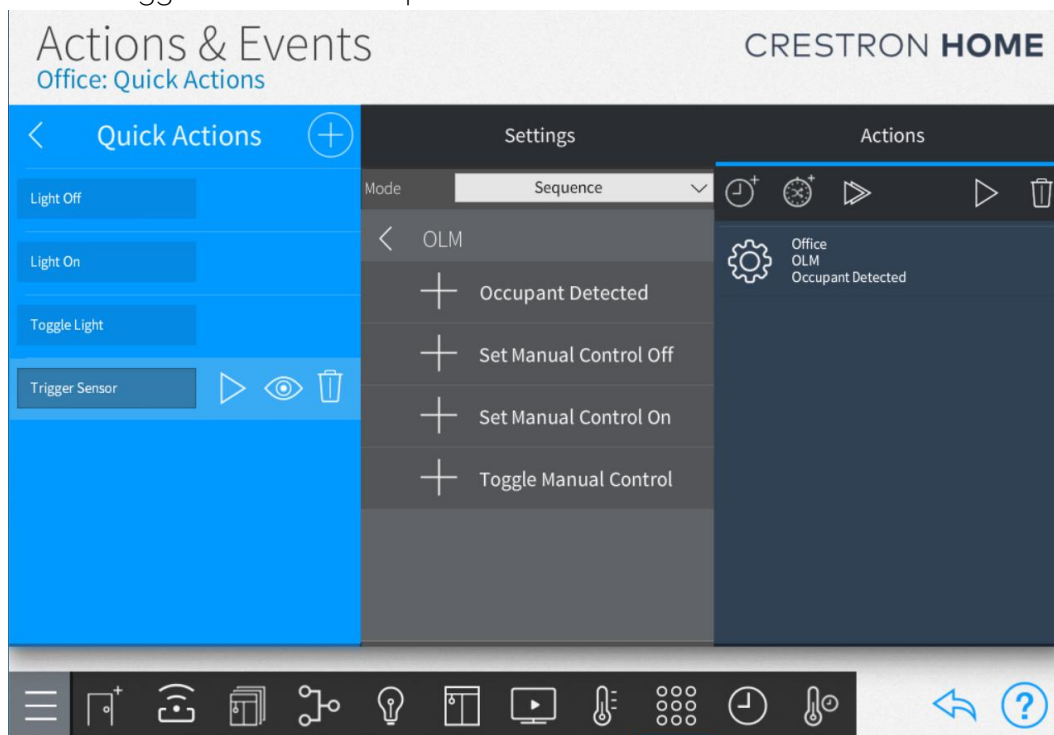 Actions & Events
CRESTRON HOME
Office: Quick Actions
Quick Actions
Settings
Actions
Light Off
Mode
Sequence
OLM
Office
OLM
Occupant Detected
Light On
Occupant Detected
Toggle Light
Set Manual Control Off
Trigger Sensor
Set Manual Control On
Toggle Manual Control
?